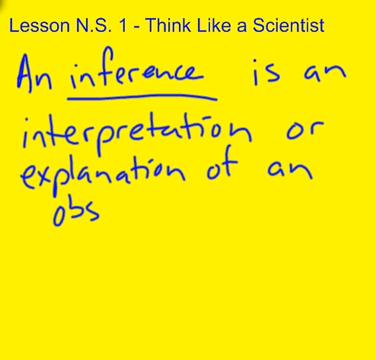 Lesson N.S. 1 - Think Like a Scientist
An inference is an
interpretation or
explanation of an
obs